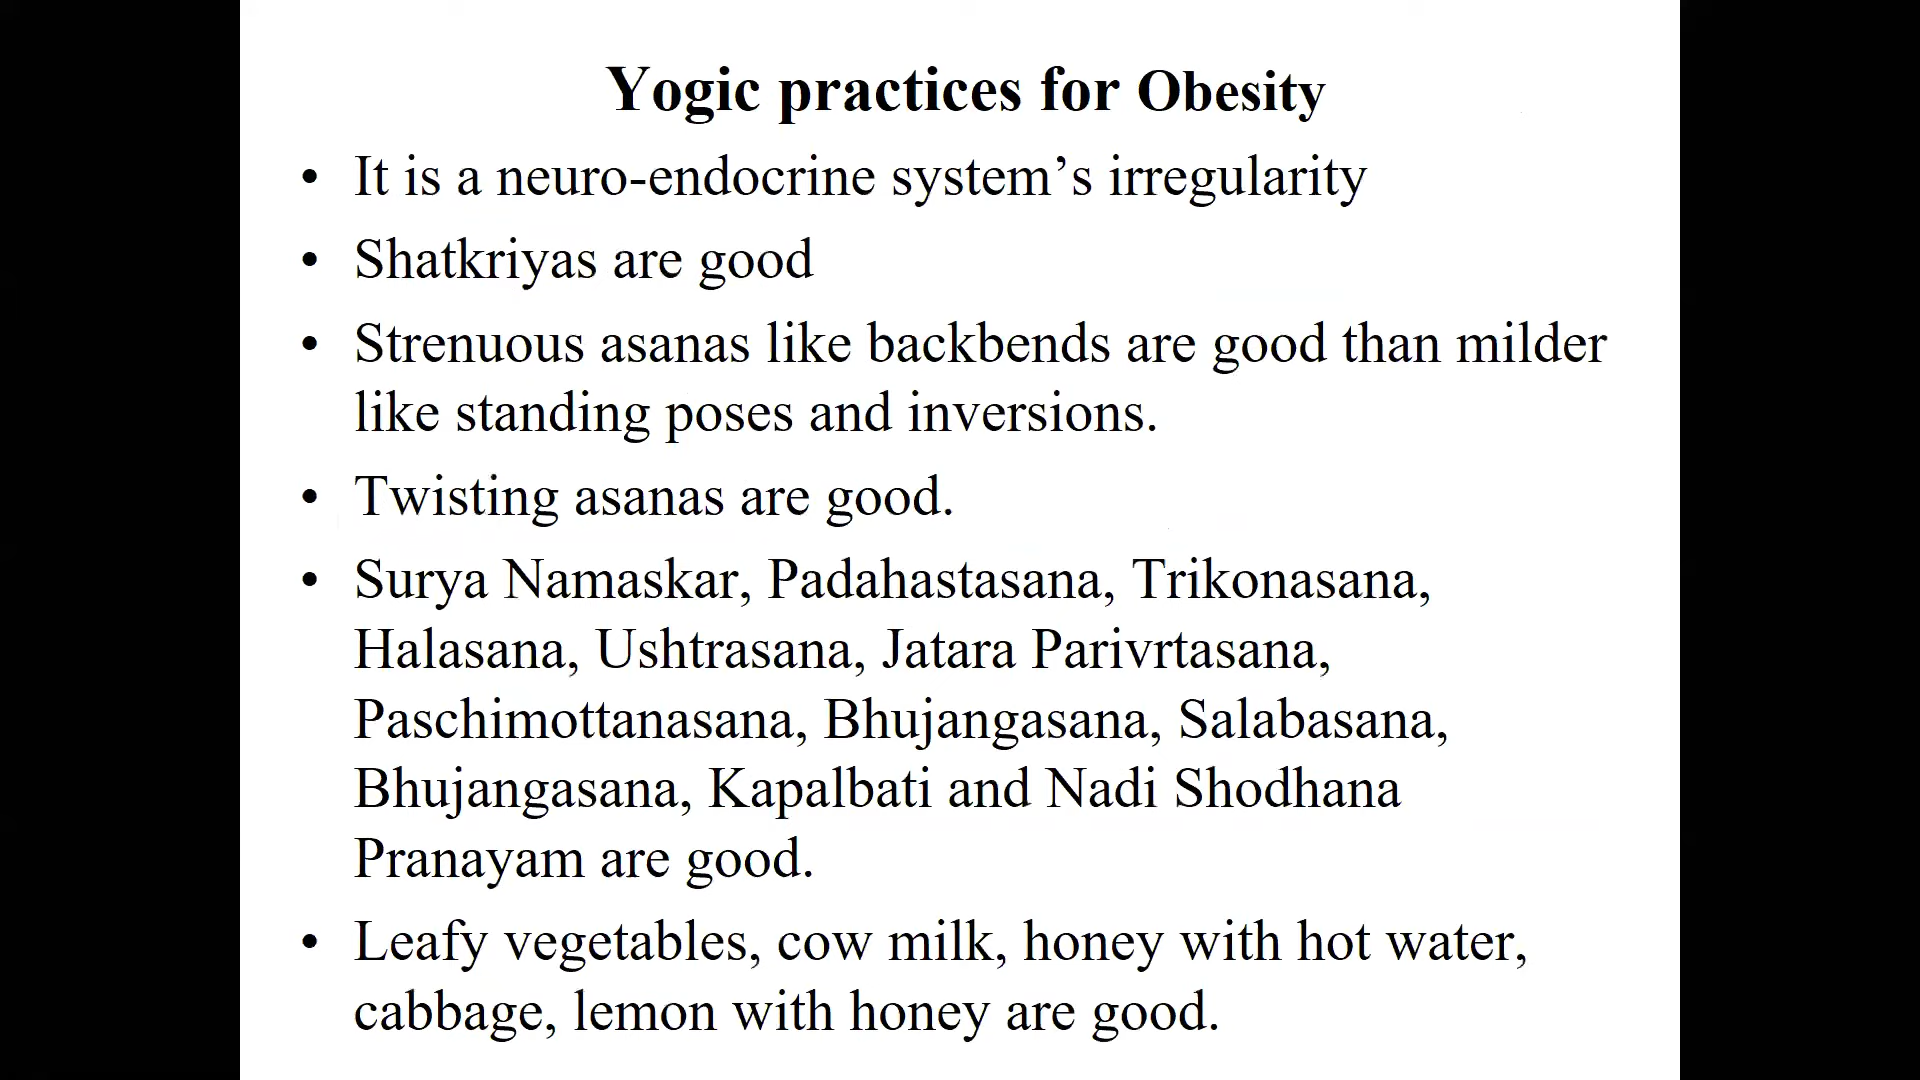 Yogic practices for Obesity
• It is a neuro-endocrine system’s irregularity
• Shatkriyas are good
• Strenuous asanas like backbends are good than milder
like standing poses and inversions.
• Twisting asanas are good.
• Surya Namaskar, Padahastasana, Trikonasana,
Halasana, Ushtrasana, Jatara Parivrtasana,
Paschimottanasana, Bhujangasana, Salabasana,
Bhujangasana, Kapalbati and Nadi Shodhana
Pranayam are good.
• Leafy vegetables, cow milk, honey with hot water,
cabbage, lemon with honey are good.